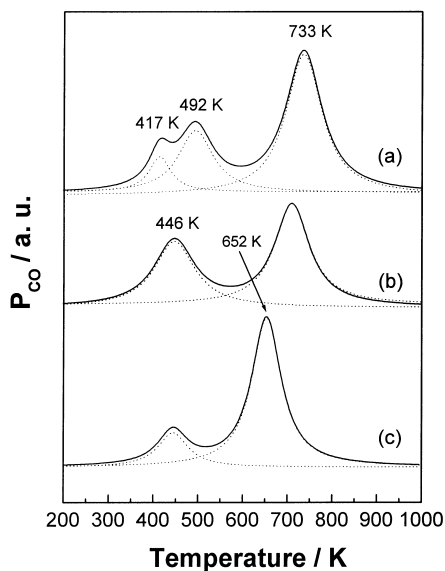 733 K
492 K
417 K
(a)
446 K
652 K
(b)
(c)
P_CO / a. u.
200 300 400 500 600 700 800 900 1000
Temperature / K